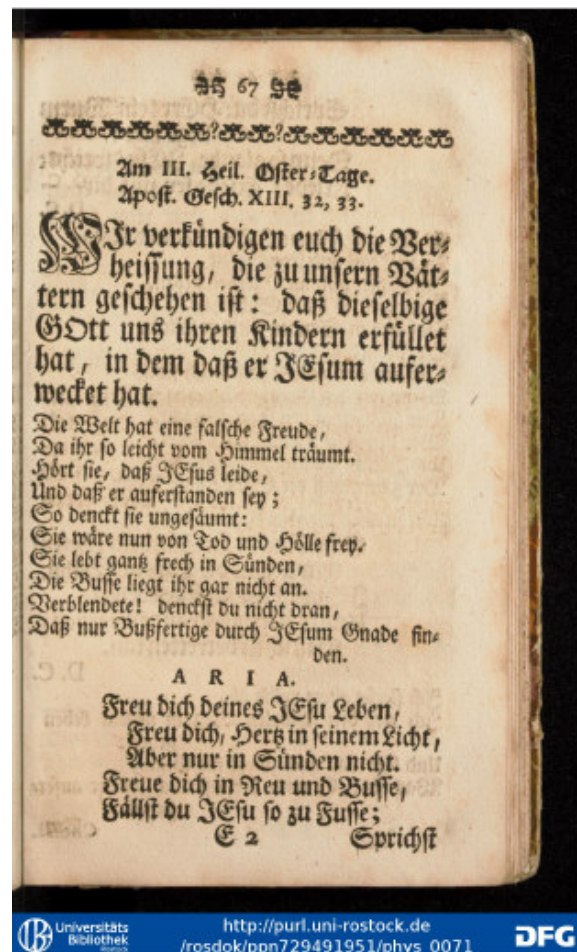 67
Am III. Heil. Oster-Tage.
Apost. Gesch. XIII. 32, 33.
WIr verkündigen euch die Ver-
heissung, die zu unsern Vät-
tern geschehen ist: daß dieselbige
GOtt uns ihren Kindern erfüllet
hat, in dem daß er JEsum aufer-
wecket hat.
Die Welt hat eine falsche Freude,
Da ihr so leicht vom Himmel träumt.
Hört sie, daß JEsus leide,
Und daß er auferstanden sey;
So denckt sie ungesäumt:
Sie wäre nun von Tod und Hölle frey.
Sie lebt gantz frech in Sünden,
Die Busse liegt ihr gar nicht an.
Verblendete! denckst du nicht dran,
Daß nur Bußfertige durch JEsum Gnade fin-
den.
ARIA.
Freu dich deines JEsu Leben,
Freu dich, Hertz in seinem Licht,
Aber nur in Sünden nicht.
Freue dich in Reu und Busse,
Fällst du JEsu so zu Fusse;
E 2 Sprichst
Universitäts
Bibliothek
Rostock
http://purl.uni-rostock.de
/rosdok/ppn729491951/phys_0071
DFG